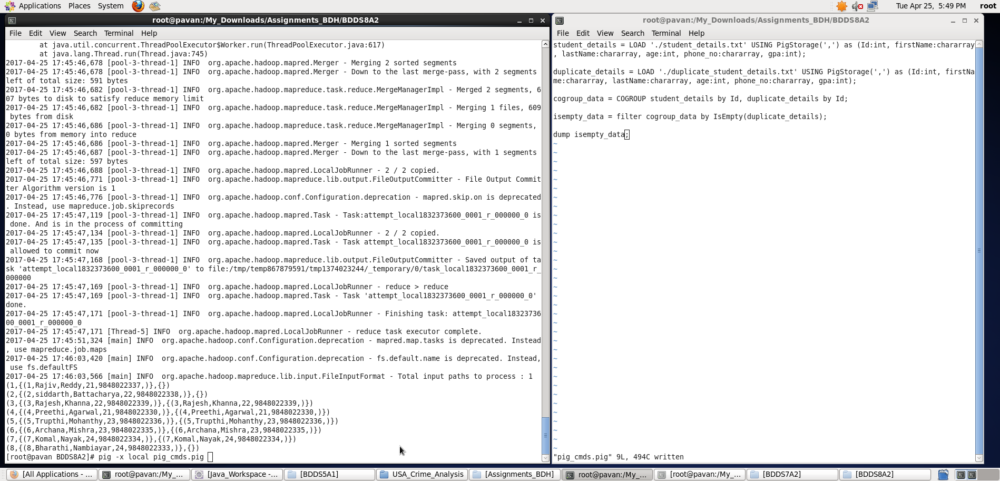 Applications Places System Tue Apr 25, 5:49 PM root
root@pavan:/My_Downloads/Assignments_BDH/BDDS8A2
File Edit View Search Terminal Help
at java.util.concurrent.ThreadPoolExecutor$Worker.run(ThreadPoolExecutor.java:617)
at java.lang.Thread.run(Thread.java:745)
2017-04-25 17:45:46,678 [pool-3-thread-1] INFO  org.apache.hadoop.mapred.Merger - Merging 2 sorted segments
2017-04-25 17:45:46,678 [pool-3-thread-1] INFO  org.apache.hadoop.mapred.Merger - Down to the last merge-pass, with 2 segments
left of total size: 591 bytes
2017-04-25 17:45:46,682 [pool-3-thread-1] INFO  org.apache.hadoop.mapreduce.task.reduce.MergeManagerImpl - Merged 2 segments, 6
07 bytes to disk to satisfy reduce memory limit
2017-04-25 17:45:46,682 [pool-3-thread-1] INFO  org.apache.hadoop.mapreduce.task.reduce.MergeManagerImpl - Merging 1 files, 609
bytes from disk
2017-04-25 17:45:46,686 [pool-3-thread-1] INFO  org.apache.hadoop.mapreduce.task.reduce.MergeManagerImpl - Merging 0 segments,
0 bytes from memory into reduce
2017-04-25 17:45:46,686 [pool-3-thread-1] INFO  org.apache.hadoop.mapred.Merger - Merging 1 sorted segments
2017-04-25 17:45:46,687 [pool-3-thread-1] INFO  org.apache.hadoop.mapred.Merger - Down to the last merge-pass, with 1 segments
left of total size: 597 bytes
2017-04-25 17:45:46,688 [pool-3-thread-1] INFO  org.apache.hadoop.mapred.LocalJobRunner - 2 / 2 copied.
2017-04-25 17:45:46,771 [pool-3-thread-1] INFO  org.apache.hadoop.mapreduce.lib.output.FileOutputCommitter - File Output Commit
ter Algorithm version is 1
2017-04-25 17:45:46,776 [pool-3-thread-1] INFO  org.apache.hadoop.conf.Configuration.deprecation - mapred.skip.on is deprecated
. Instead, use mapreduce.job.skiprecords
2017-04-25 17:45:47,119 [pool-3-thread-1] INFO  org.apache.hadoop.mapred.Task - Task:attempt_local1832373600_0001_r_000000_0 is
done. And is in the process of committing
2017-04-25 17:45:47,134 [pool-3-thread-1] INFO  org.apache.hadoop.mapred.LocalJobRunner - 2 / 2 copied.
2017-04-25 17:45:47,135 [pool-3-thread-1] INFO  org.apache.hadoop.mapred.Task - Task attempt_local1832373600_0001_r_000000_0 is
allowed to commit now
2017-04-25 17:45:47,168 [pool-3-thread-1] INFO  org.apache.hadoop.mapreduce.lib.output.FileOutputCommitter - Saved output of ta
sk 'attempt_local1832373600_0001_r_000000_0' to file:/tmp/temp867879591/tmp1374023244/_temporary/0/task_local1832373600_0001_r_
000000
2017-04-25 17:45:47,169 [pool-3-thread-1] INFO  org.apache.hadoop.mapred.LocalJobRunner - reduce > reduce
2017-04-25 17:45:47,169 [pool-3-thread-1] INFO  org.apache.hadoop.mapred.Task - Task 'attempt_local1832373600_0001_r_000000_0'
done.
2017-04-25 17:45:47,171 [pool-3-thread-1] INFO  org.apache.hadoop.mapred.LocalJobRunner - Finishing task: attempt_local18323736
00_0001_r_000000_0
2017-04-25 17:45:47,171 [Thread-5] INFO  org.apache.hadoop.mapred.LocalJobRunner - reduce task executor complete.
2017-04-25 17:45:51,324 [main] INFO  org.apache.hadoop.conf.Configuration.deprecation - mapred.map.tasks is deprecated. Instead
, use mapreduce.job.maps
2017-04-25 17:46:03,420 [main] INFO  org.apache.hadoop.conf.Configuration.deprecation - fs.default.name is deprecated. Instead,
use fs.defaultFS
2017-04-25 17:46:03,566 [main] INFO  org.apache.hadoop.mapreduce.lib.input.FileInputFormat - Total input paths to process : 1
(1,{(1,Rajiv,Reddy,21,9848022337,)},{})
(2,{(2,siddarth,Battacharya,22,9848022338,)},{})
(3,{(3,Rajesh,Khanna,22,9848022339,)},{(3,Rajesh,Khanna,22,9848022339,)})
(4,{(4,Preethi,Agarwal,21,9848022330,)},{(4,Preethi,Agarwal,21,9848022330,)})
(5,{(5,Trupthi,Mohanthy,23,9848022336,)},{(5,Trupthi,Mohanthy,23,9848022336,)})
(6,{(6,Archana,Mishra,23,9848022335,)},{(6,Archana,Mishra,23,9848022335,)})
(7,{(7,Komal,Nayak,24,9848022334,)},{(7,Komal,Nayak,24,9848022334,)})
(8,{(8,Bharathi,Nambiayar,24,9848022333,)},{})
[root@pavan BDDS8A2]# pig -x local pig_cmds.pig
root@pavan:/My_Downloads/Assignments_BDH/BDDS8A2
File Edit View Search Terminal Help
student_details = LOAD './student_details.txt' USING PigStorage(',') as (Id:int, firstName:chararray
, lastName:chararray, age:int, phone_no:chararray, gpa:int);
duplicate_details = LOAD './duplicate_student_details.txt' USING PigStorage(',') as (Id:int, firstNa
me:chararray, lastName:chararray, age:int, phone_no:chararray, gpa:int);
cogroup_data = COGROUP student_details by Id, duplicate_details by Id;
isempty_data = filter cogroup_data by IsEmpty(duplicate_details);
dump isempty_data;
"pig_cmds.pig" 9L, 494C written
[All Applications - ... root@pavan:/My_... [Java_Workspace -... [BDDS5A1] USA_Crime_Analysis [Assignments_BDH] root@pavan:/My_... [root@pavan:/My_... [BDDS7A2] [BDDS8A2]